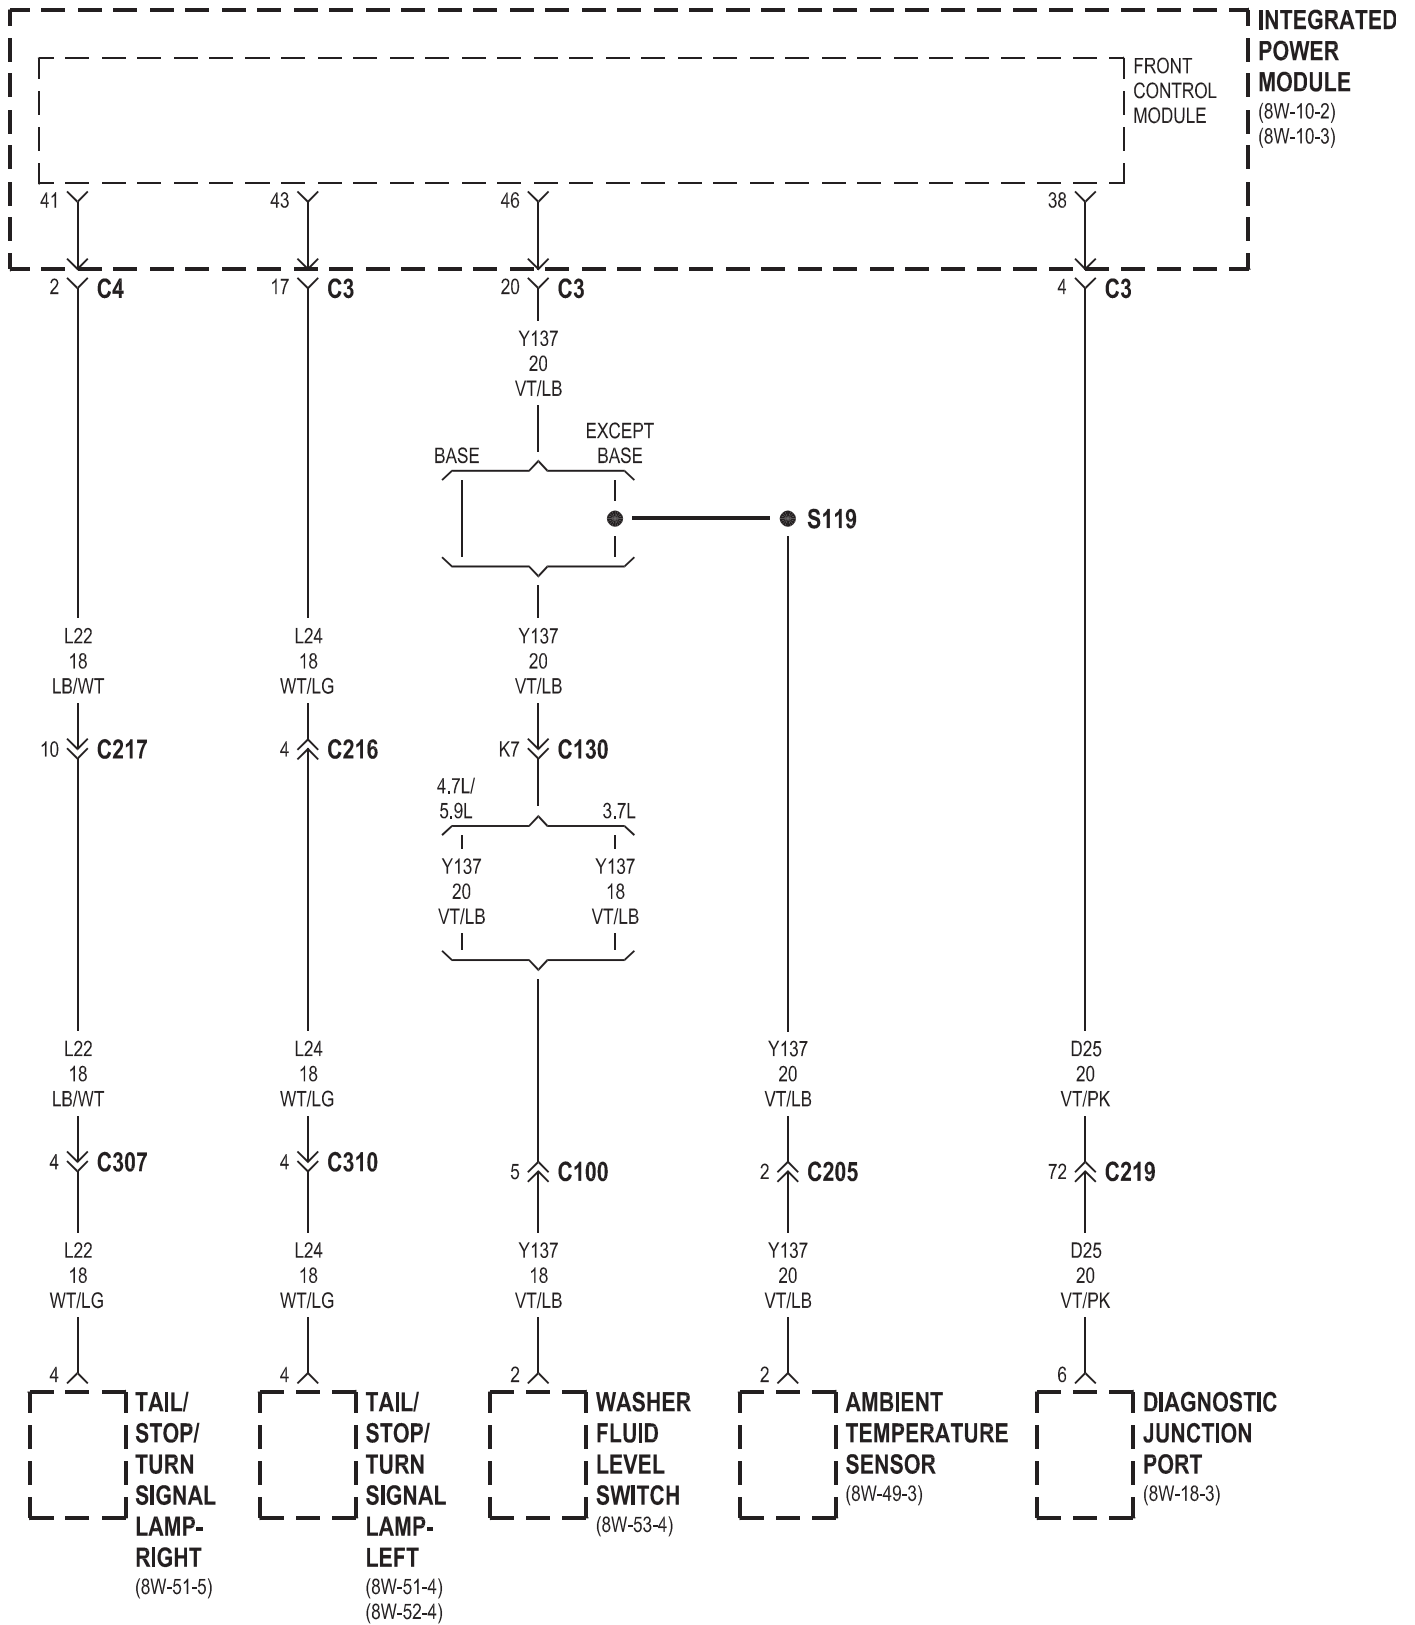 INTEGRATED
POWER
MODULE
(8W-10-2)
(8W-10-3)
FRONT
CONTROL
MODULE
41
43
46
38
2
C4
17
C3
20
C3
4
C3
Y137
20
VT/LB
BASE
EXCEPT
BASE
S119
L22
18
LB/WT
L24
18
WT/LG
Y137
20
VT/LB
10
C217
4
C216
K7
C130
4.7L/
5.9L
3.7L
Y137
20
VT/LB
Y137
18
VT/LB
L22
18
LB/WT
L24
18
WT/LG
Y137
20
VT/LB
D25
20
VT/PK
4
C307
4
C310
5
C100
2
C205
72
C219
L22
18
WT/LG
L24
18
WT/LG
Y137
18
VT/LB
Y137
20
VT/LB
D25
20
VT/PK
4
4
2
2
6
TAIL/
STOP/
TURN
SIGNAL
LAMP-
RIGHT
(8W-51-5)
TAIL/
STOP/
TURN
SIGNAL
LAMP-
LEFT
(8W-51-4)
(8W-52-4)
WASHER
FLUID
LEVEL
SWITCH
(8W-53-4)
AMBIENT
TEMPERATURE
SENSOR
(8W-49-3)
DIAGNOSTIC
JUNCTION
PORT
(8W-18-3)